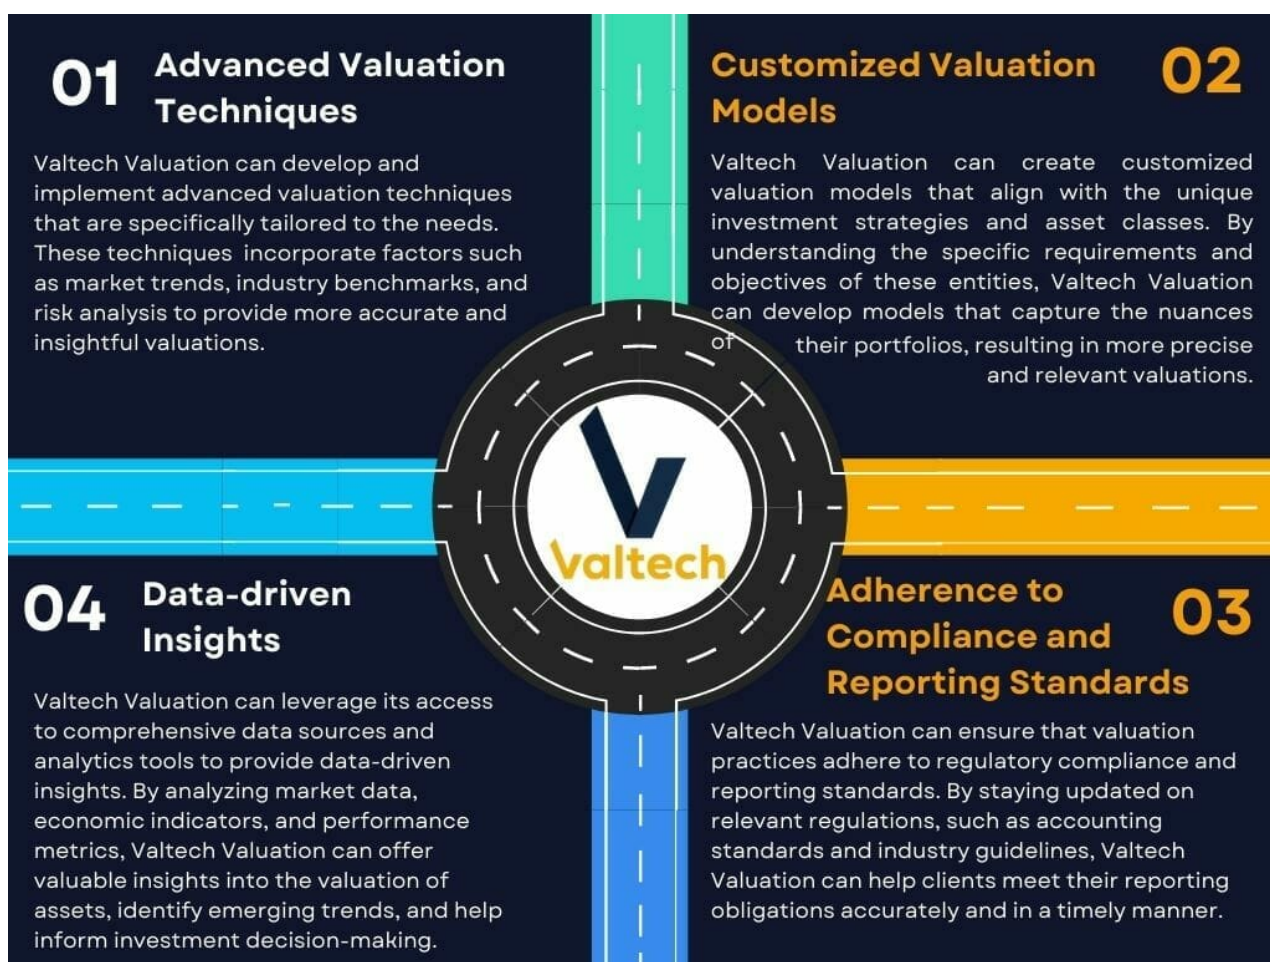 01
Advanced Valuation
Techniques
Valtech Valuation can develop and
implement advanced valuation techniques
that are specifically tailored to the needs.
These techniques incorporate factors such
as market trends, industry benchmarks, and
risk analysis to provide more accurate and
insightful valuations.
Customized Valuation
Models
02
Valtech Valuation can create customized
valuation models that align with the unique
investment strategies and asset classes. By
understanding the specific requirements and
objectives of these entities, Valtech Valuation
can develop models that capture the nuances
of their portfolios, resulting in more precise
and relevant valuations.
valtech
Adherence to
Compliance and
Reporting Standards
03
Valtech Valuation can ensure that valuation
practices adhere to regulatory compliance and
reporting standards. By staying updated on
relevant regulations, such as accounting
standards and industry guidelines, Valtech
Valuation can help clients meet their reporting
obligations accurately and in a timely manner.
04
Data-driven
Insights
Valtech Valuation can leverage its access
to comprehensive data sources and
analytics tools to provide data-driven
insights. By analyzing market data,
economic indicators, and performance
metrics, Valtech Valuation can offer
valuable insights into the valuation of
assets, identify emerging trends, and help
inform investment decision-making.